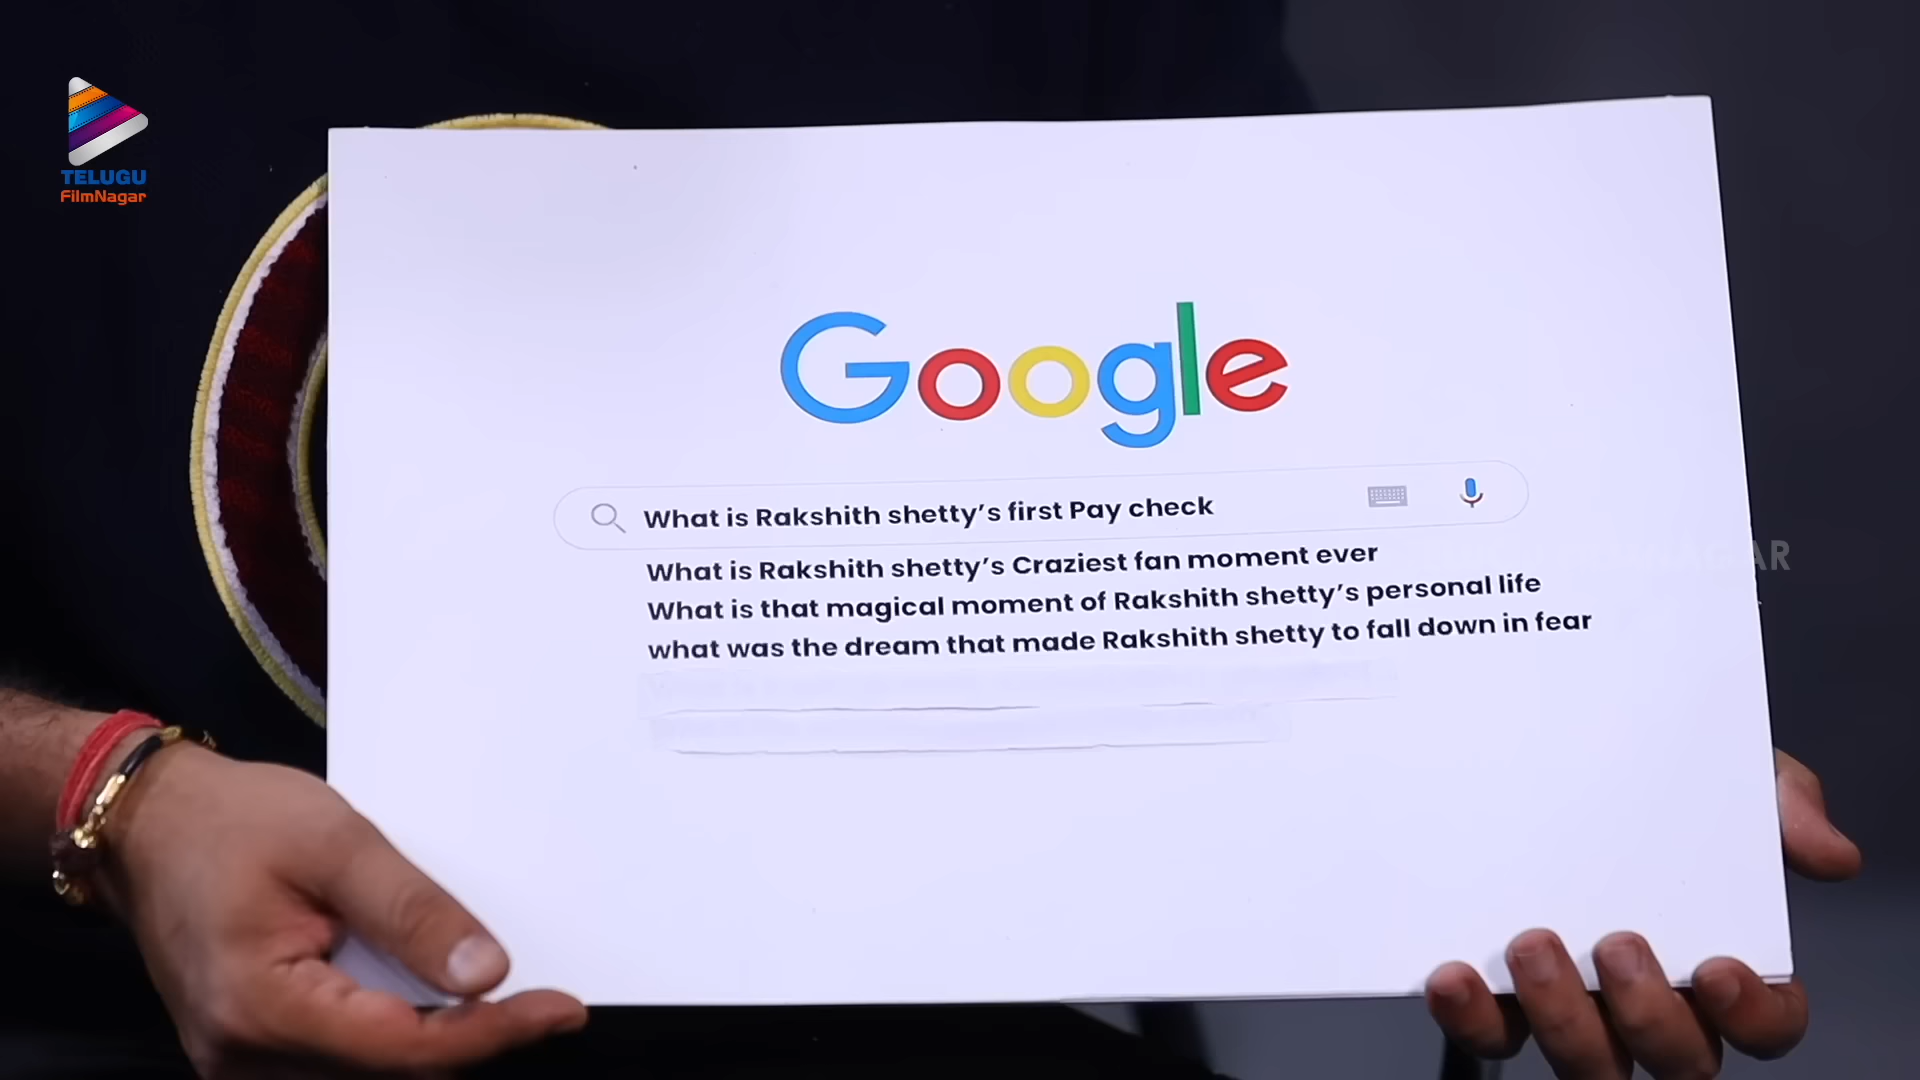 TELUGU
FilmNagar
Google
What is Rakshith shetty’s first Pay check
What is Rakshith shetty’s Craziest fan moment ever
What is that magical moment of Rakshith shetty’s personal life
what was the dream that made Rakshith shetty to fall down in fear